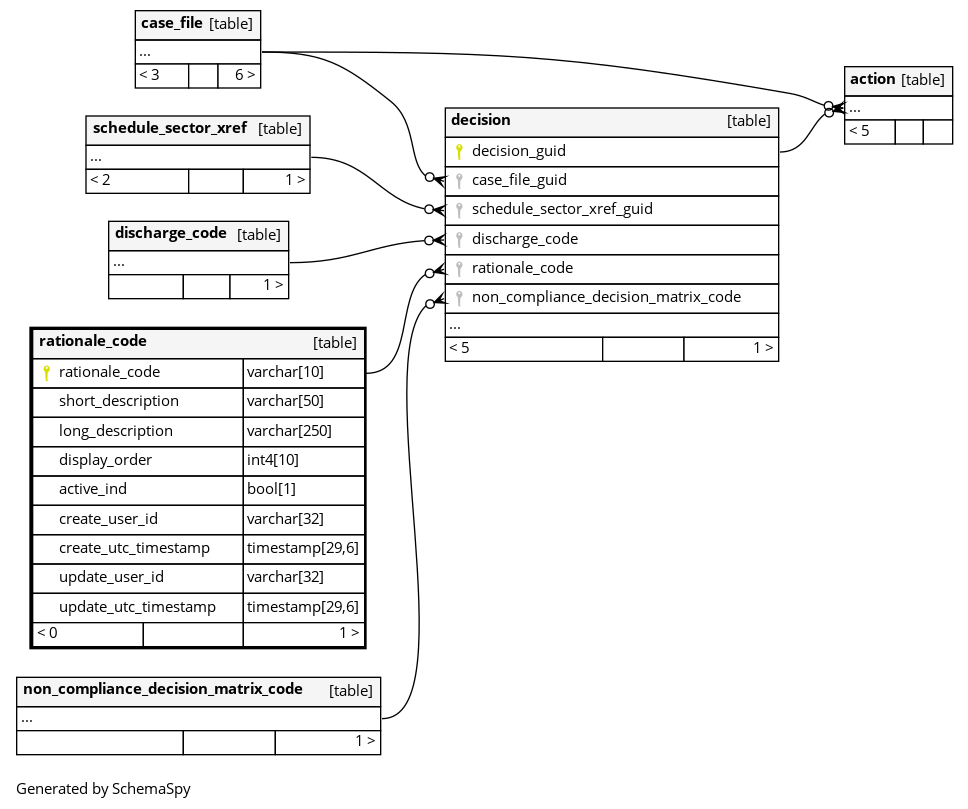 case_file [table]
...
< 3 6 >
schedule_sector_xref [table]
...
< 2 1 >
discharge_code [table]
...
1 >
rationale_code [table]
rationale_code varchar[10]
short_description varchar[50]
long_description varchar[250]
display_order int4[10]
active_ind bool[1]
create_user_id varchar[32]
create_utc_timestamp timestamp[29,6]
update_user_id varchar[32]
update_utc_timestamp timestamp[29,6]
< 0 1 >
non_compliance_decision_matrix_code [table]
...
1 >
decision [table]
decision_guid
case_file_guid
schedule_sector_xref_guid
discharge_code
rationale_code
non_compliance_decision_matrix_code
...
< 5 1 >
action [table]
...
< 5
Generated by SchemaSpy